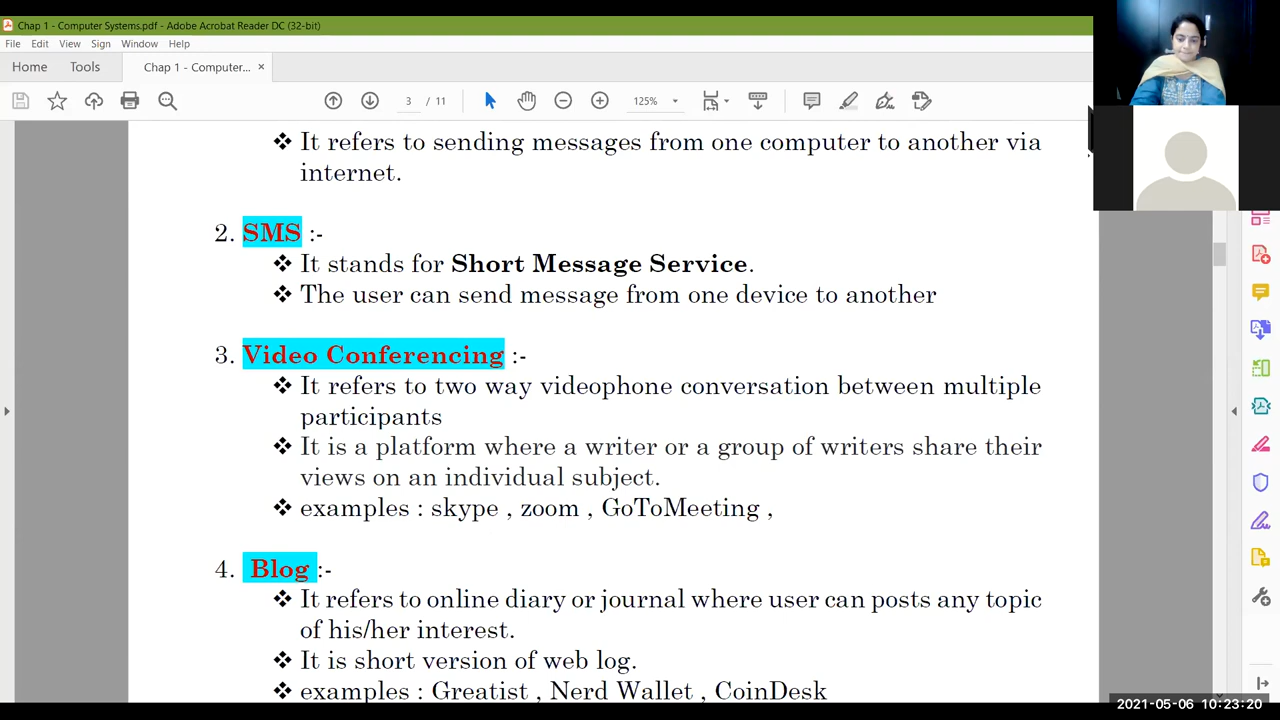 Chap 1 - Computer Systems.pdf - Adobe Acrobat Reader DC (32-bit)
File Edit View Sign Window Help
Home Tools Chap 1 - Computer... ×
3 / 11 125%
❖ It refers to sending messages from one computer to another via
internet.
2. SMS :-
❖ It stands for Short Message Service.
❖ The user can send message from one device to another
3. Video Conferencing :-
❖ It refers to two way videophone conversation between multiple
participants
❖ It is a platform where a writer or a group of writers share their
views on an individual subject.
❖ examples : skype , zoom , GoToMeeting ,
4. Blog :-
❖ It refers to online diary or journal where user can posts any topic
of his/her interest.
❖ It is short version of web log.
❖ examples : Greatist , Nerd Wallet , CoinDesk
2021-05-06 10:23:20